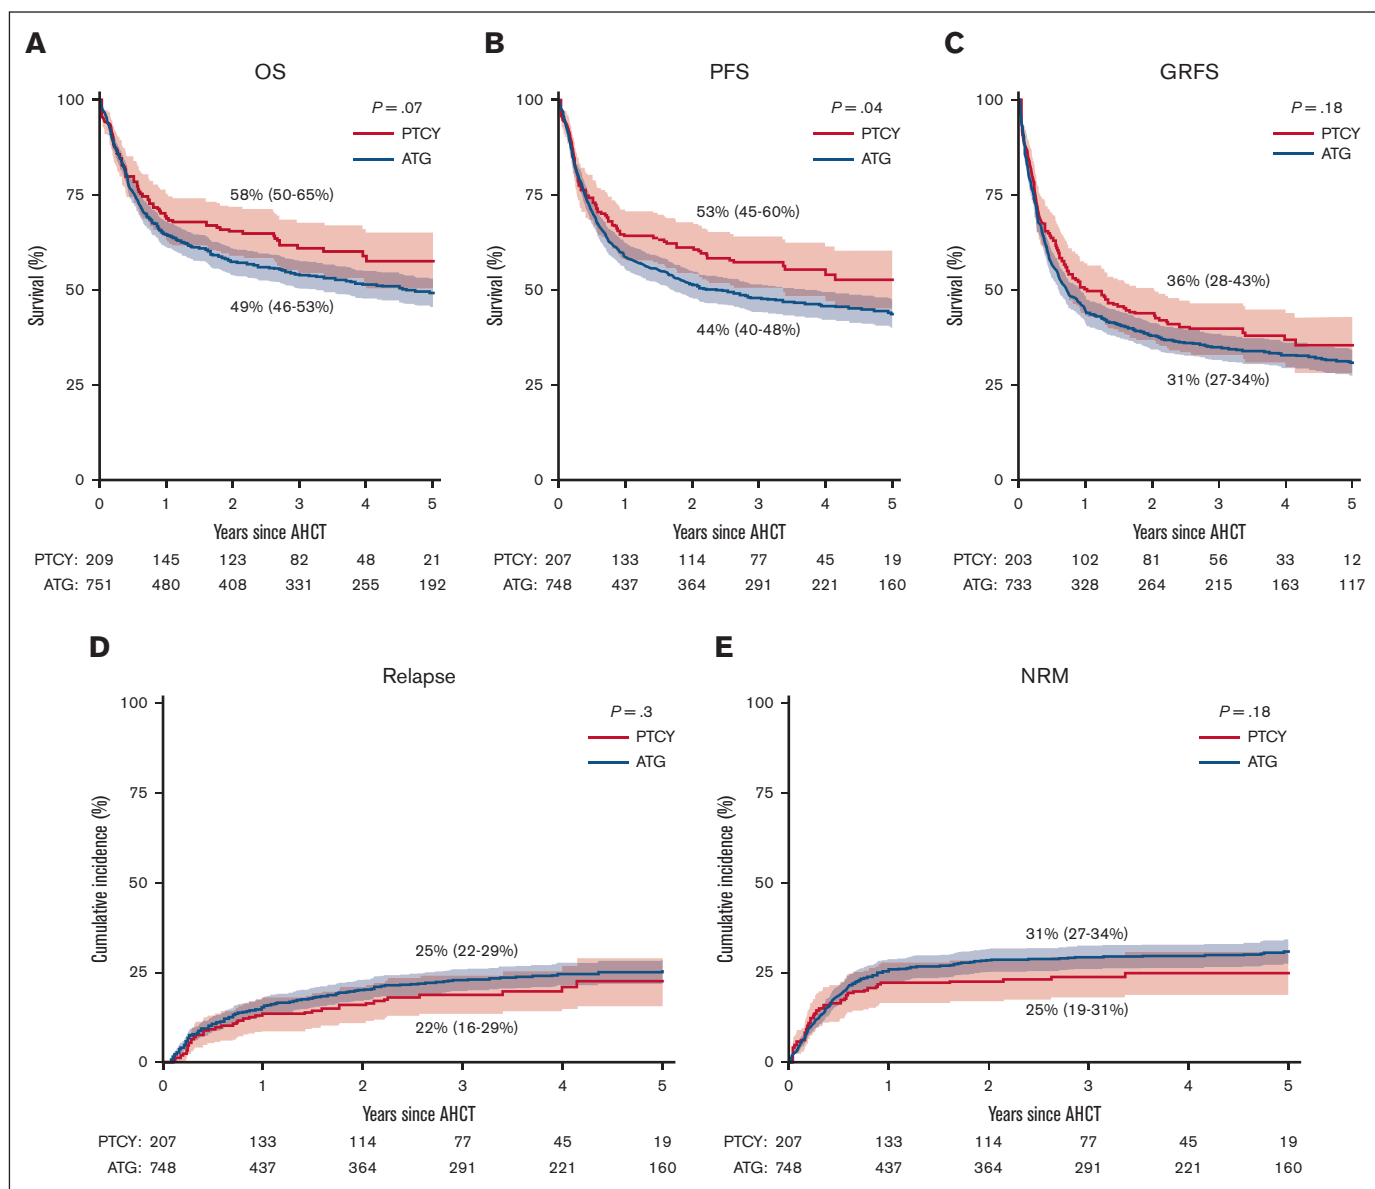 A
OS
100
75
50
25
0
Survival (%)
P = .07
PTCY
ATG
58% (50-65%)
49% (46-53%)
0 1 2 3 4 5
Years since AHCT
PTCY: 209 145 123 82 48 21
ATG: 751 480 408 331 255 192
B
PFS
100
75
50
25
0
Survival (%)
P = .04
PTCY
ATG
53% (45-60%)
44% (40-48%)
0 1 2 3 4 5
Years since AHCT
PTCY: 207 133 114 77 45 19
ATG: 748 437 364 291 221 160
C
GRFS
100
75
50
25
0
Survival (%)
P = .18
PTCY
ATG
36% (28-43%)
31% (27-34%)
0 1 2 3 4 5
Years since AHCT
PTCY: 203 102 81 56 33 12
ATG: 733 328 264 215 163 117
D
Relapse
100
75
50
25
0
Cumulative incidence (%)
P = .3
PTCY
ATG
25% (22-29%)
22% (16-29%)
0 1 2 3 4 5
Years since AHCT
PTCY: 207 133 114 77 45 19
ATG: 748 437 364 291 221 160
E
NRM
100
75
50
25
0
Cumulative incidence (%)
P = .18
PTCY
ATG
31% (27-34%)
25% (19-31%)
0 1 2 3 4 5
Years since AHCT
PTCY: 207 133 114 77 45 19
ATG: 748 437 364 291 221 160